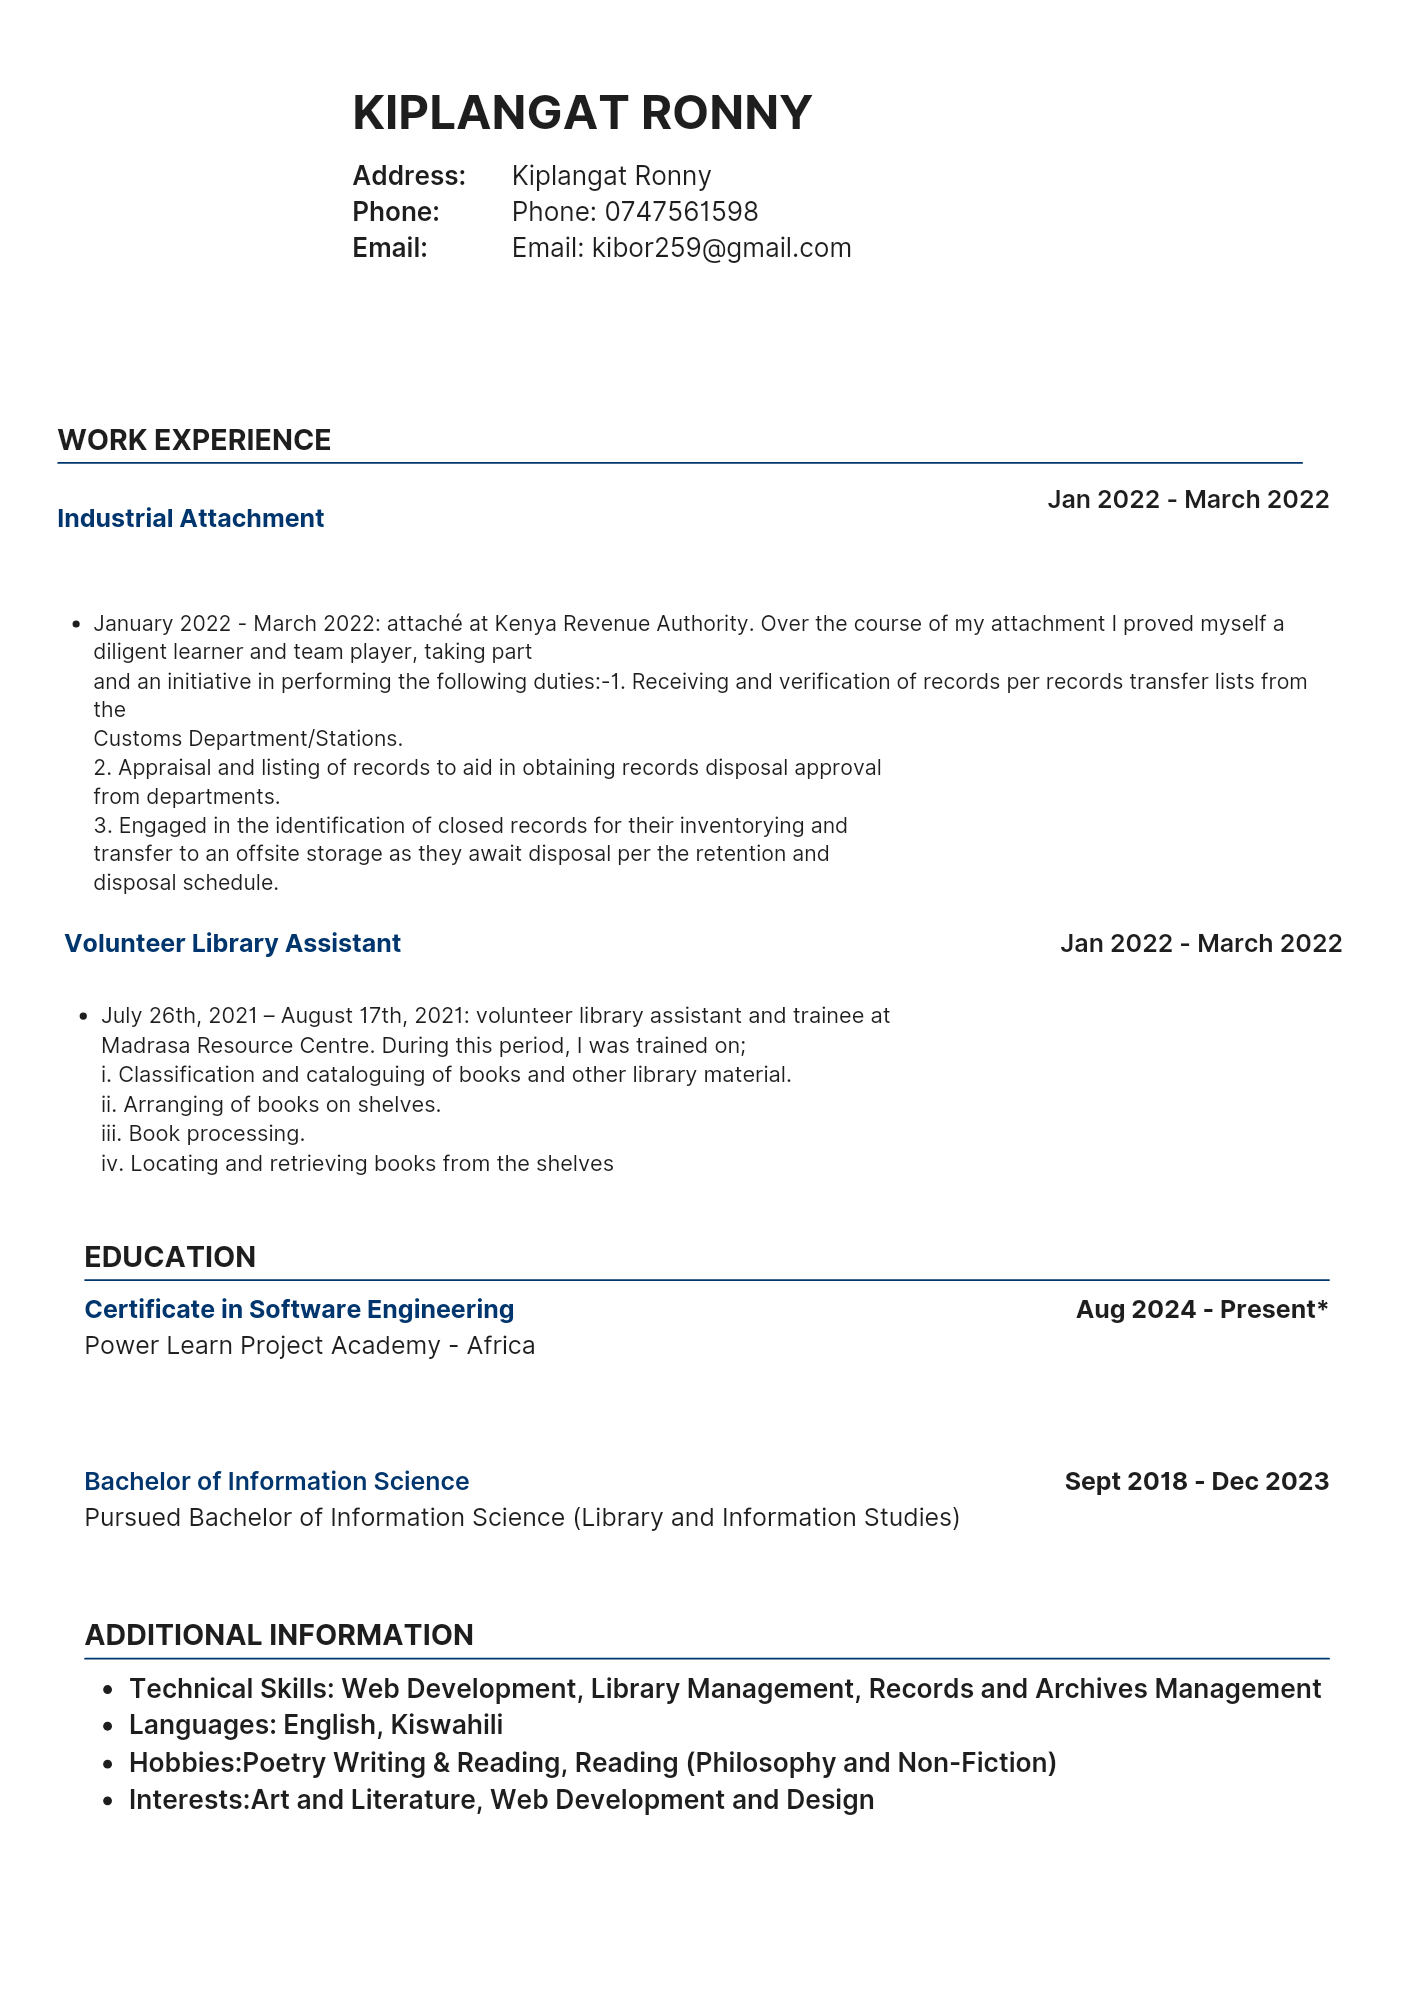 KIPLANGAT RONNY
Address: Kiplangat Ronny
Phone: Phone: 0747561598
Email: Email: kibor259@gmail.com
WORK EXPERIENCE
Jan 2022 - March 2022
Industrial Attachment
• January 2022 - March 2022: attaché at Kenya Revenue Authority. Over the course of my attachment I proved myself a
diligent learner and team player, taking part
and an initiative in performing the following duties:-1. Receiving and verification of records per records transfer lists from
the
Customs Department/Stations.
2. Appraisal and listing of records to aid in obtaining records disposal approval
from departments.
3. Engaged in the identification of closed records for their inventorying and
transfer to an offsite storage as they await disposal per the retention and
disposal schedule.
Volunteer Library Assistant Jan 2022 - March 2022
• July 26th, 2021 – August 17th, 2021: volunteer library assistant and trainee at
Madrasa Resource Centre. During this period, I was trained on;
i. Classification and cataloguing of books and other library material.
ii. Arranging of books on shelves.
iii. Book processing.
iv. Locating and retrieving books from the shelves
EDUCATION
Certificate in Software Engineering Aug 2024 - Present*
Power Learn Project Academy - Africa
Bachelor of Information Science Sept 2018 - Dec 2023
Pursued Bachelor of Information Science (Library and Information Studies)
ADDITIONAL INFORMATION
• Technical Skills: Web Development, Library Management, Records and Archives Management
• Languages: English, Kiswahili
• Hobbies:Poetry Writing & Reading, Reading (Philosophy and Non-Fiction)
• Interests:Art and Literature, Web Development and Design